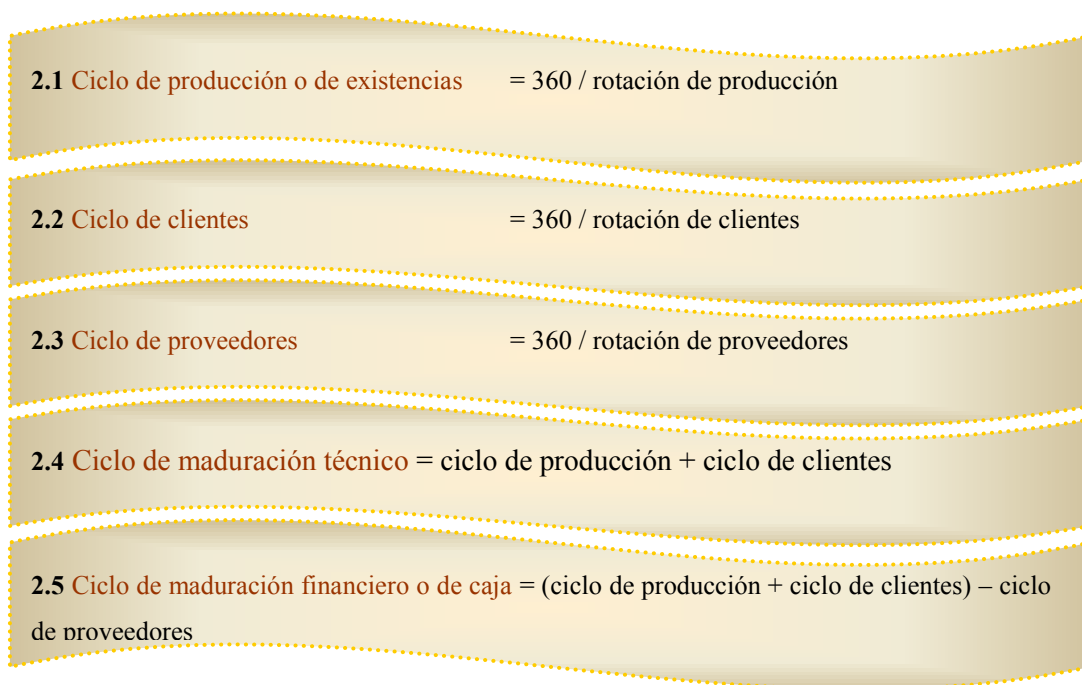 2.1 Ciclo de producción o de existencias = 360 / rotación de producción
2.2 Ciclo de clientes = 360 / rotación de clientes
2.3 Ciclo de proveedores = 360 / rotación de proveedores
2.4 Ciclo de maduración técnico = ciclo de producción + ciclo de clientes
2.5 Ciclo de maduración financiero o de caja = (ciclo de producción + ciclo de clientes) – ciclo
de proveedores